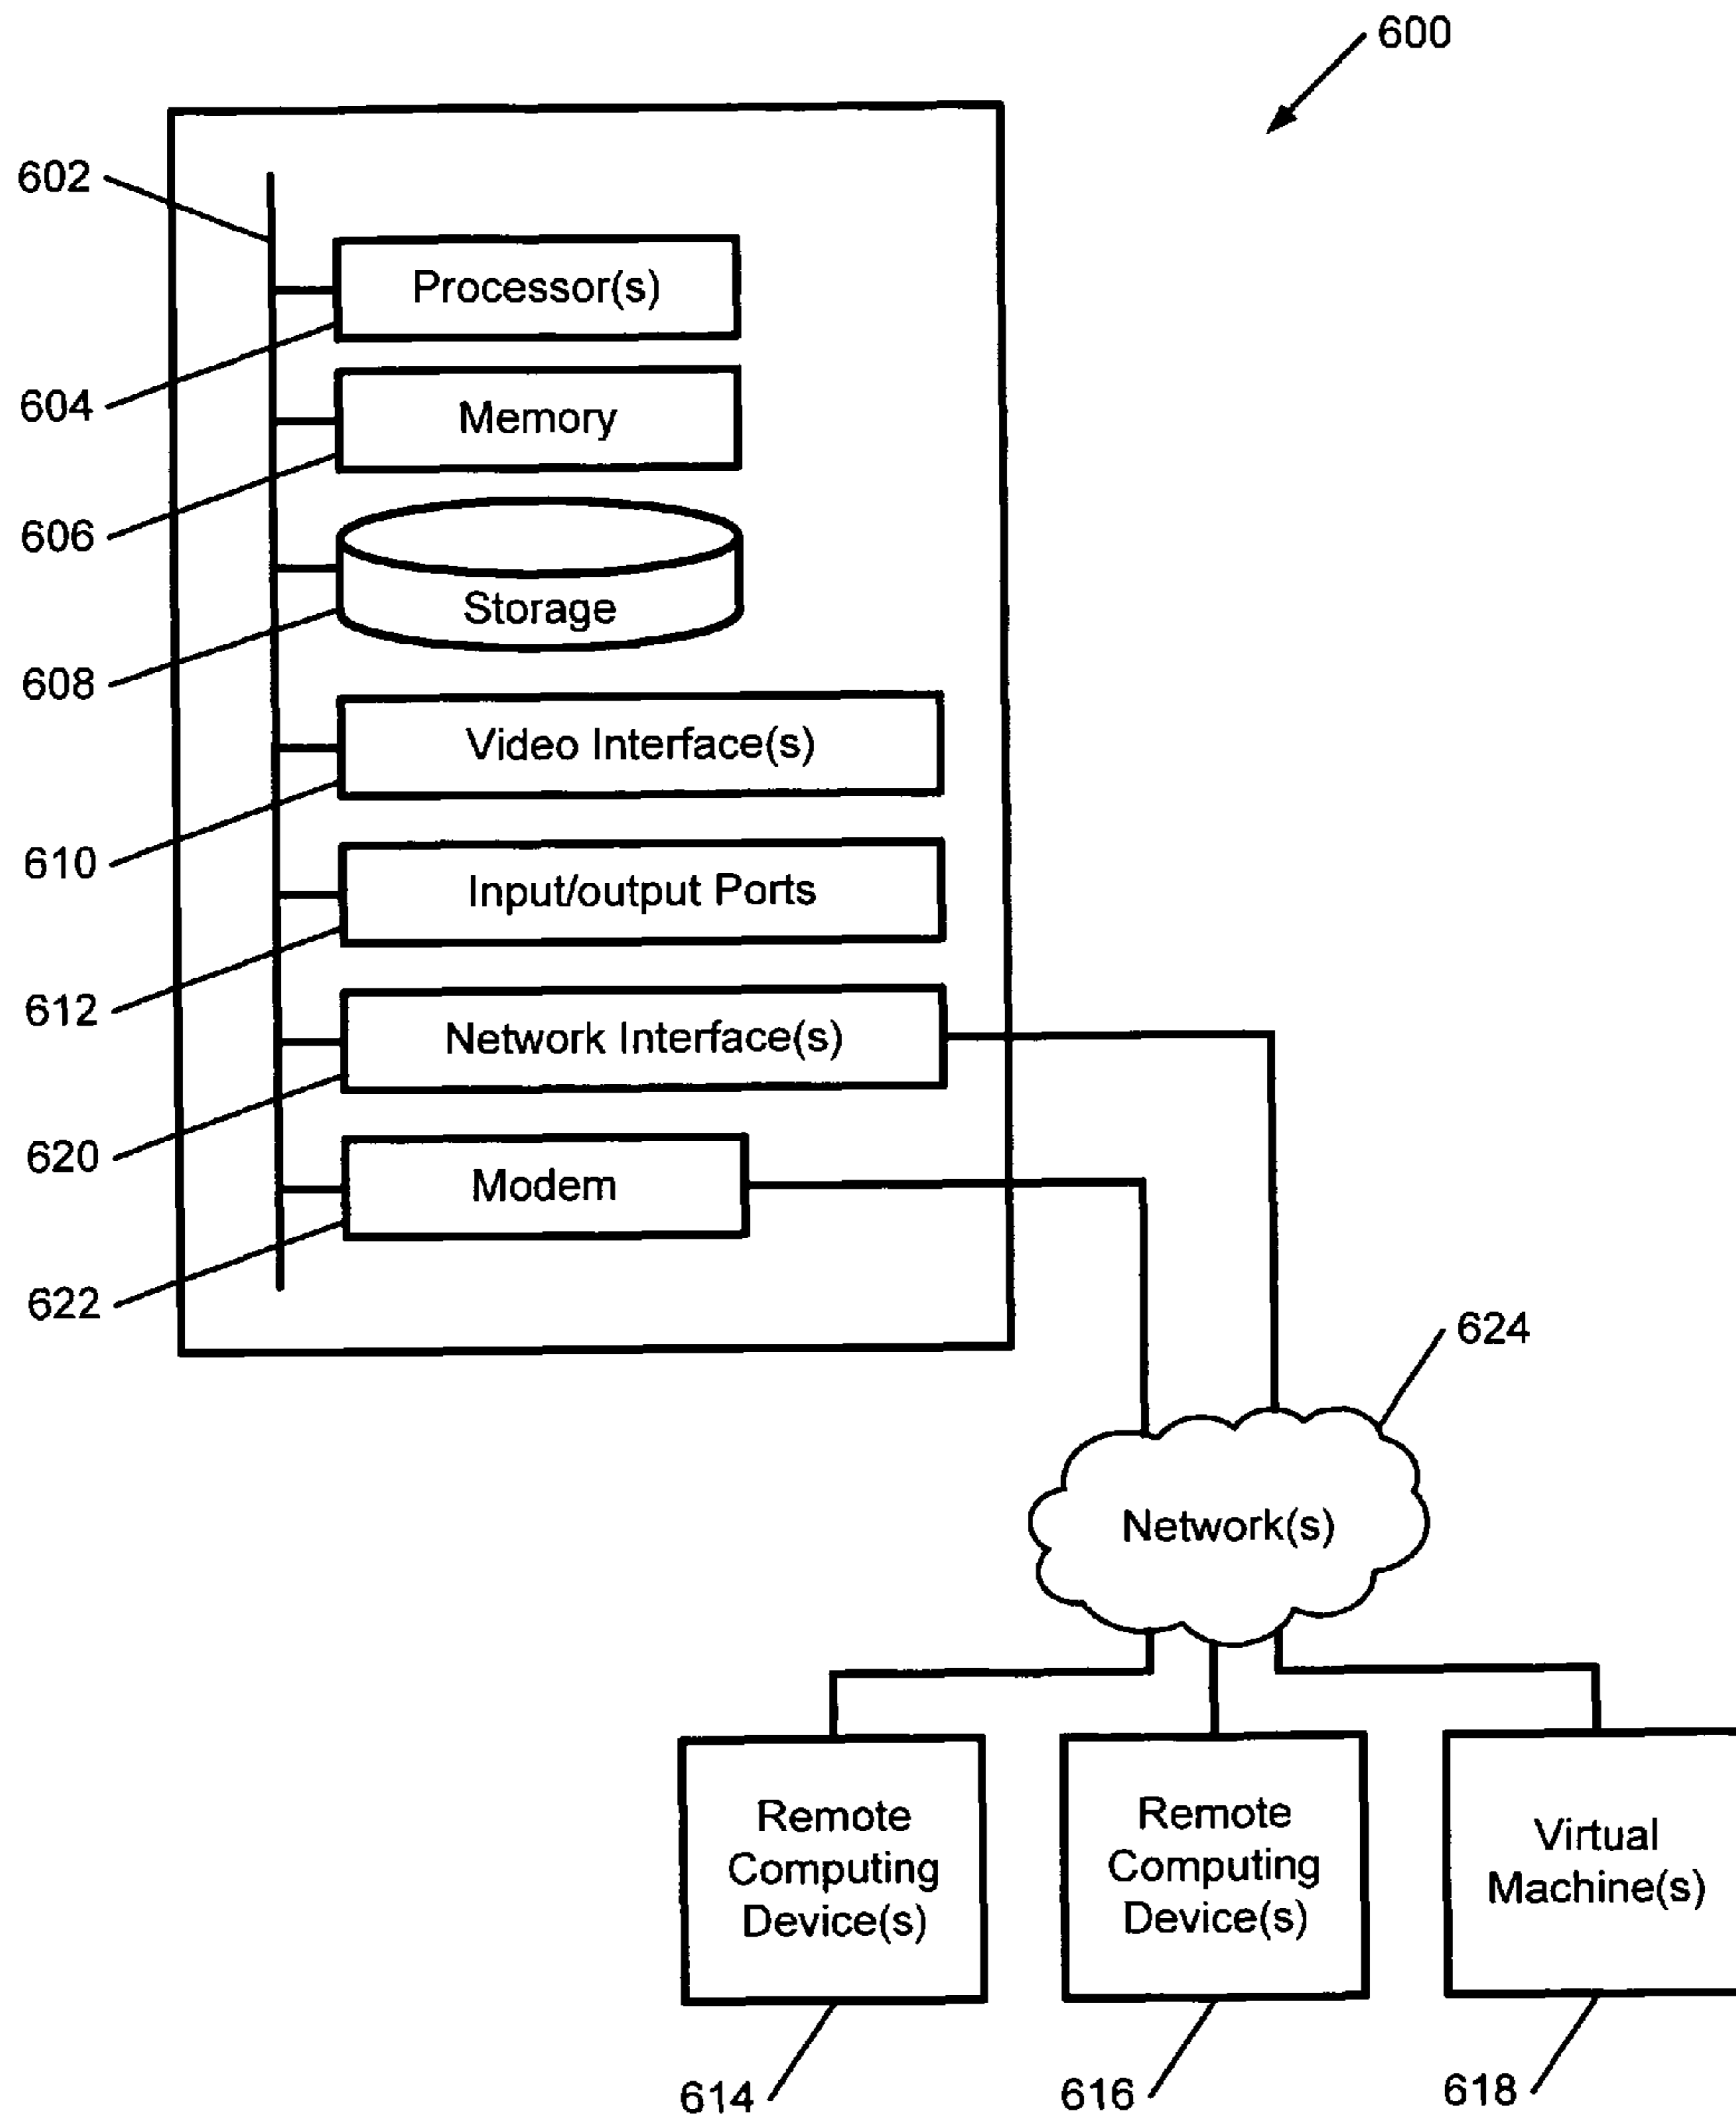 600
602
Processor(s)
604
Memory
606
Storage
608
Video Interface(s)
610
Input/output Ports
612
Network Interface(s)
620
Modem
622
624
Network(s)
Remote
Computing
Device(s)
Remote
Computing
Device(s)
Virtual
Machine(s)
614
616
618